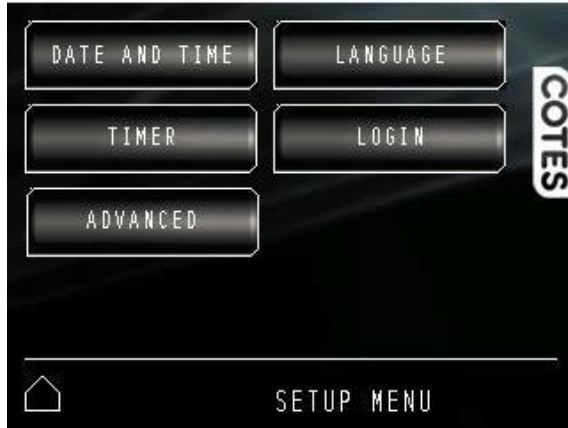 DATE AND TIME
LANGUAGE
TIMER
LOGIN
ADVANCED
COTES
SETUP MENU